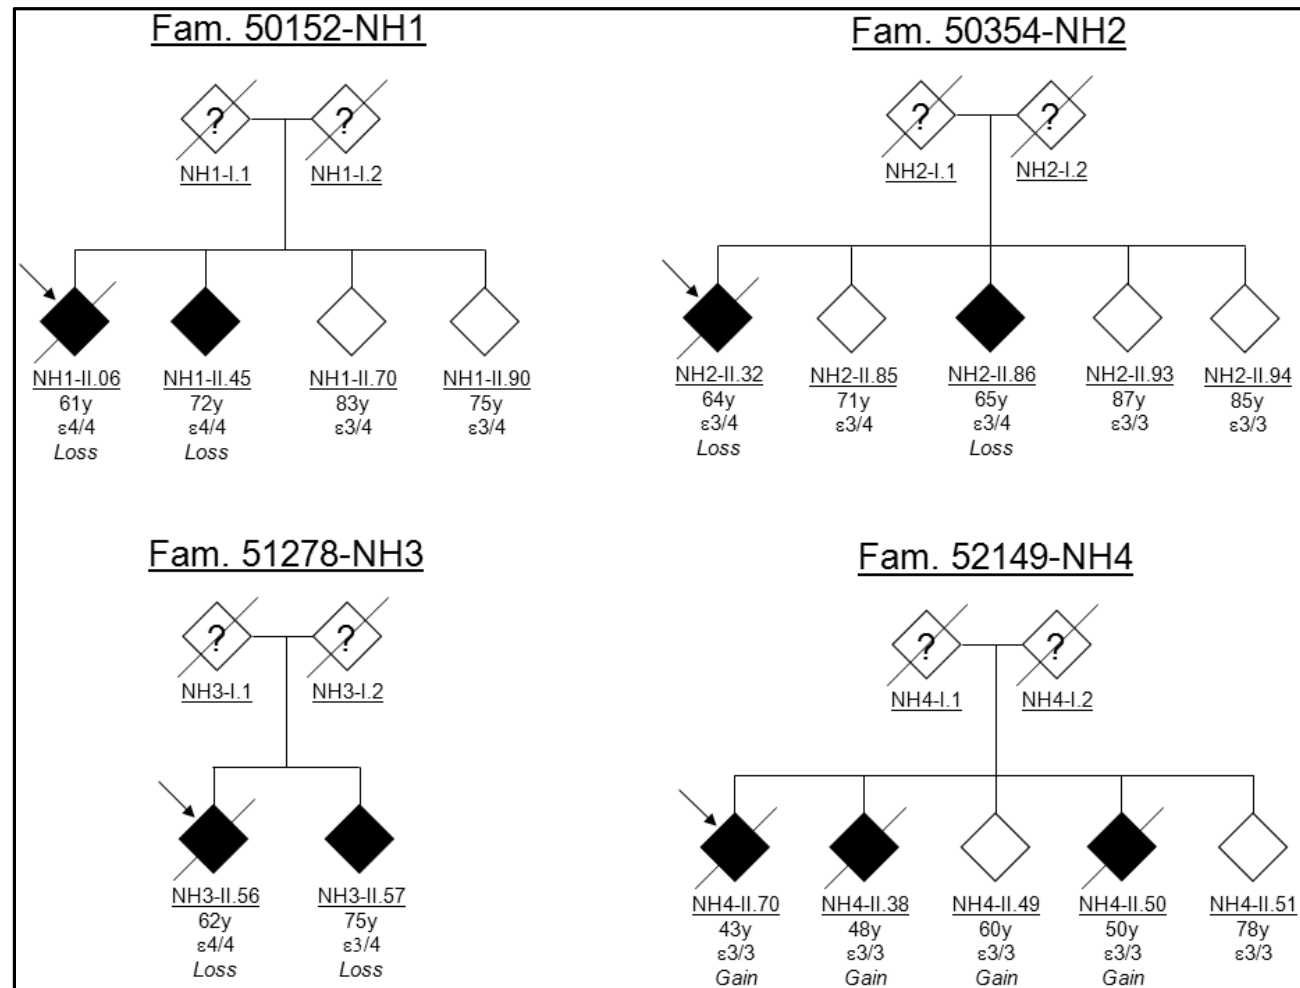 Fam. 50152-NH1
? ?
NH1-I.1 NH1-I.2
NH1-II.06 NH1-II.45 NH1-II.70 NH1-II.90
61y 72y 83y 75y
ε4/4 ε4/4 ε3/4 ε3/4
Loss Loss
Fam. 50354-NH2
? ?
NH2-I.1 NH2-I.2
NH2-II.32 NH2-II.85 NH2-II.86 NH2-II.93 NH2-II.94
64y 71y 65y 87y 85y
ε3/4 ε3/4 ε3/4 ε3/3 ε3/3
Loss Loss
Fam. 51278-NH3
? ?
NH3-I.1 NH3-I.2
NH3-II.56 NH3-II.57
62y 75y
ε4/4 ε3/4
Loss Loss
Fam. 52149-NH4
? ?
NH4-I.1 NH4-I.2
NH4-II.70 NH4-II.38 NH4-II.49 NH4-II.50 NH4-II.51
43y 48y 60y 50y 78y
ε3/3 ε3/3 ε3/3 ε3/3 ε3/3
Gain Gain Gain Gain